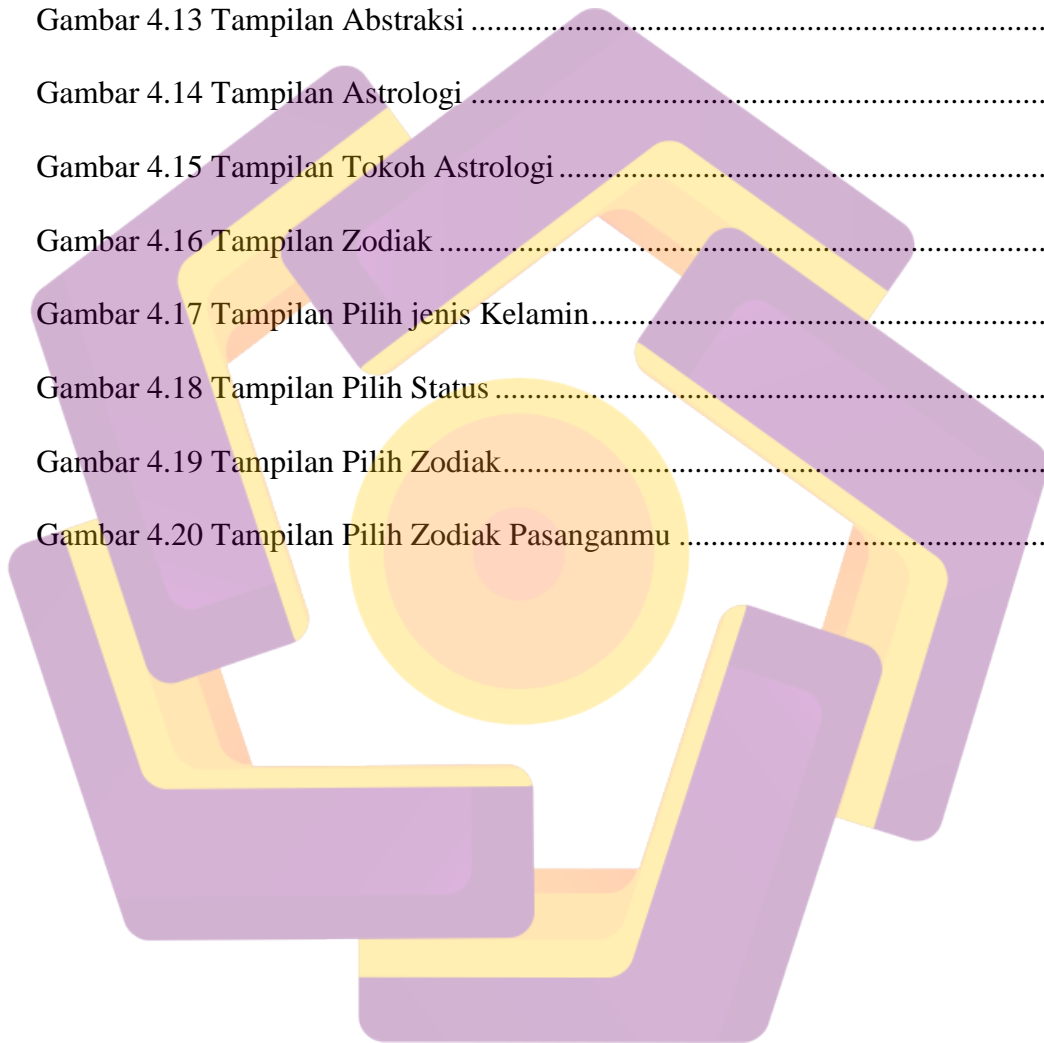 Gambar 4.13 Tampilan Abstraksi ......................................................................................
Gambar 4.14 Tampilan Astrologi ......................................................................................
Gambar 4.15 Tampilan Tokoh Astrologi ..........................................................................
Gambar 4.16 Tampilan Zodiak ..........................................................................................
Gambar 4.17 Tampilan Pilih jenis Kelamin.....................................................................
Gambar 4.18 Tampilan Pilih Status ..................................................................................
Gambar 4.19 Tampilan Pilih Zodiak.................................................................................
Gambar 4.20 Tampilan Pilih Zodiak Pasanganmu .......................................................